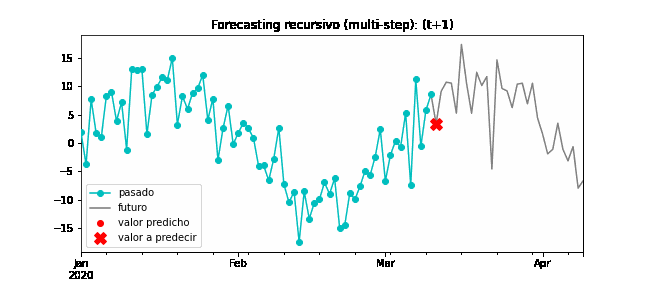 Forecasting recursivo (multi-step): (t+1)
15
10
5
0
−5
−10
−15
pasado
futuro
valor predicho
valor a predecir
Jan
2020
Feb
Mar
Apr